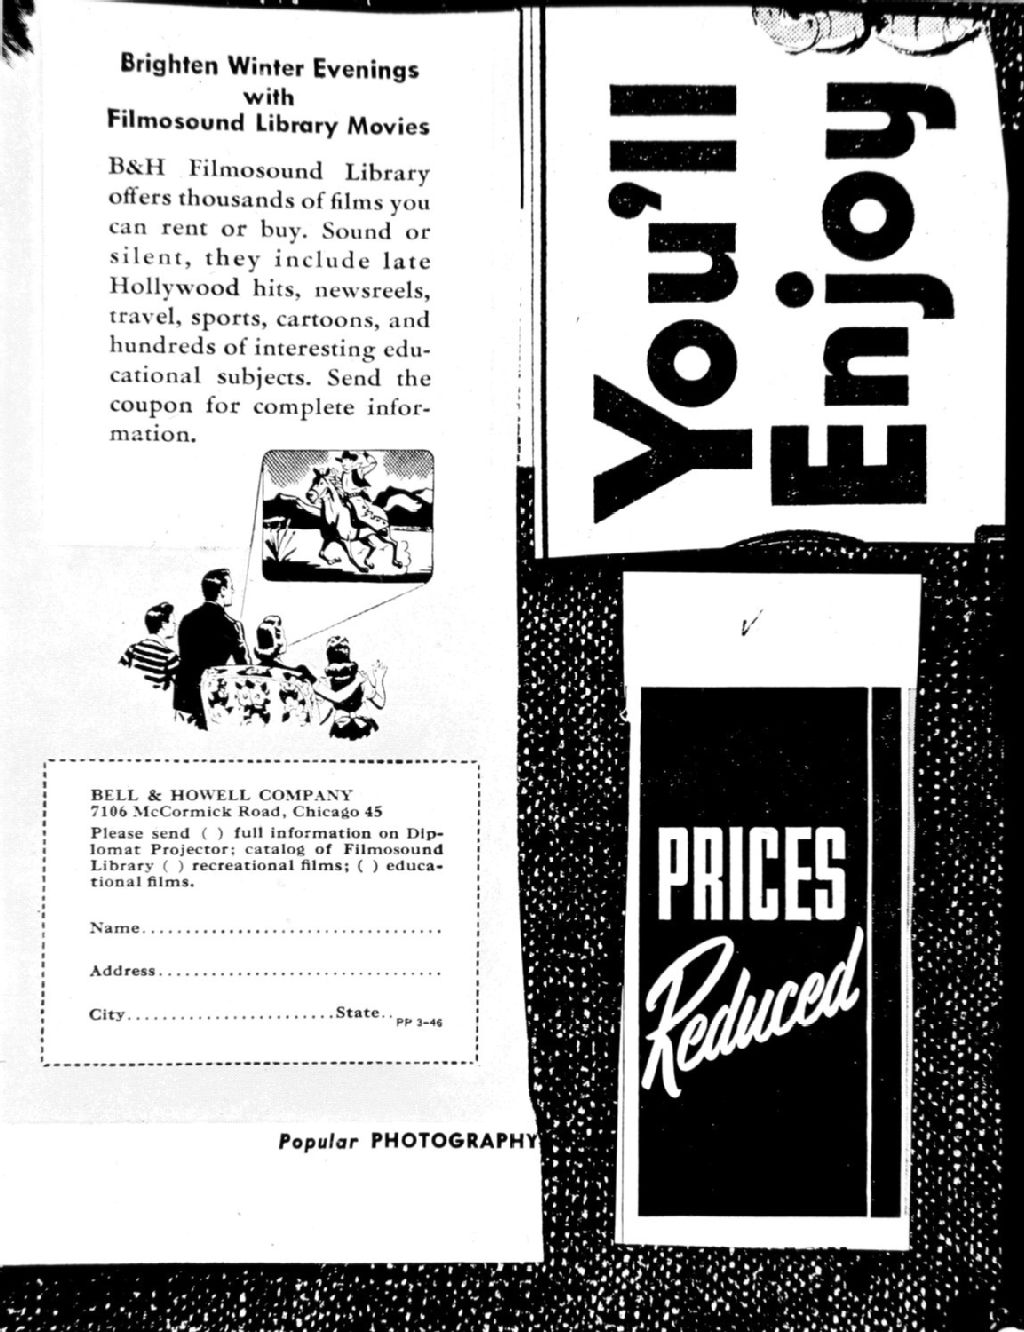 Brighten Winter Evenings
with
Filmosound Library Movies
B&H Filmosound Library
offers thousands of films you
can rent or buy. Sound or
silent, they include late
Hollywood hits, newsreels,
travel, sports, cartoons, and
hundreds of interesting edu-
cational subjects. Send the
coupon for complete infor-
mation.
BELL & HOWELL COMPANY
7106 McCormick Road, Chicago 45
Please send ( ) full information on Dip-
lomat Projector; catalog of Filmosound
Library ( ) recreational films; ( ) educa-
tional films.
Name..................................
Address................................
City........................State..
PP 3-46
Popular PHOTOGRAPHY
You'll
Enjoy
PRICES
Reduced